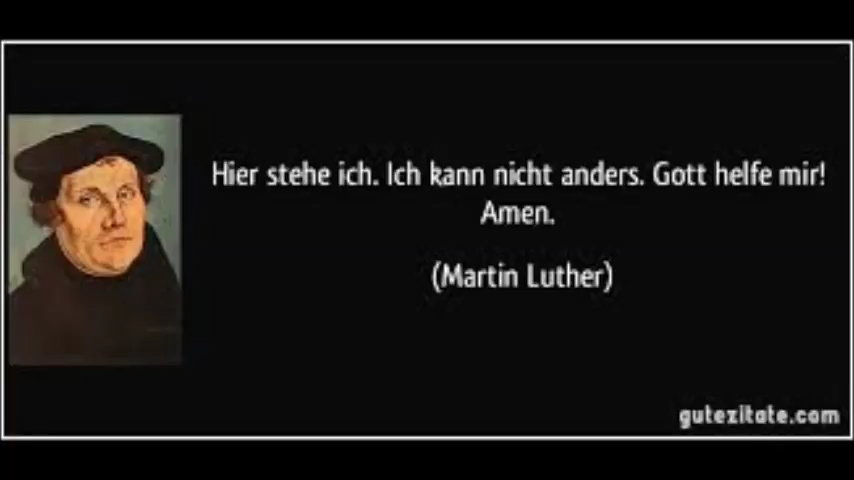 Hier stehe ich. Ich kann nicht anders. Gott helfe mir!
Amen.
(Martin Luther)
gutezitate.com